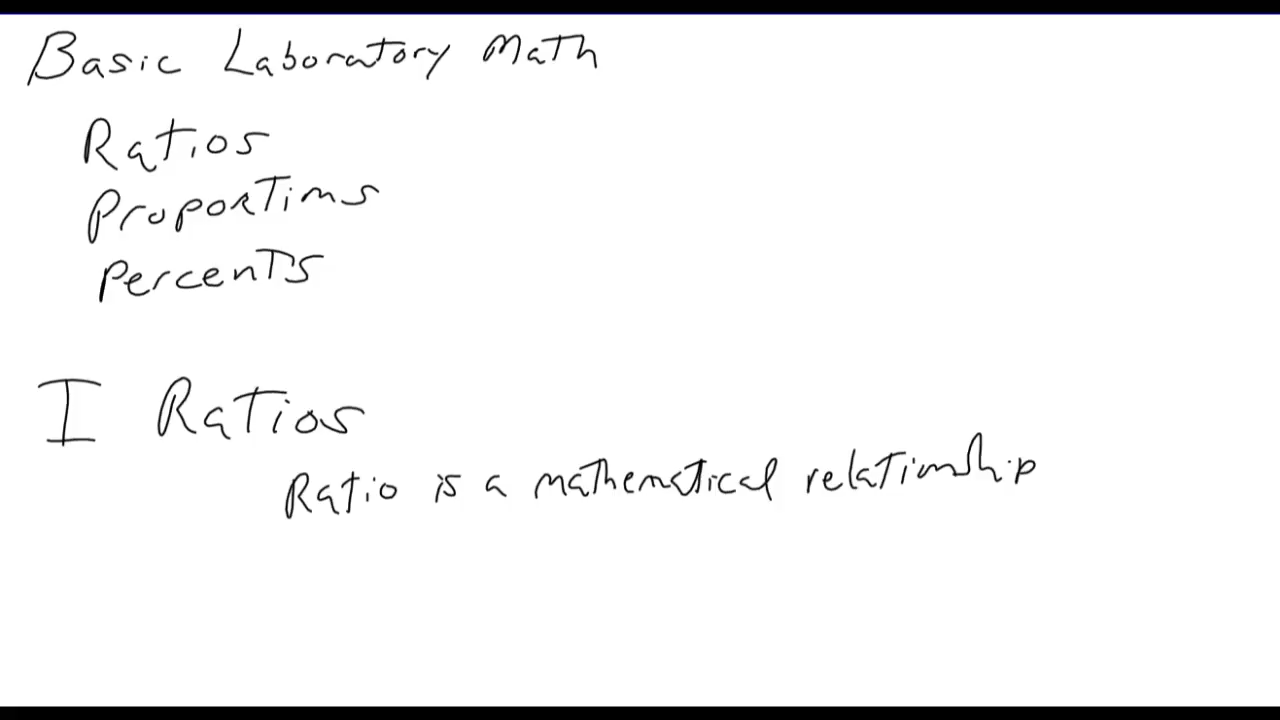 Basic Laboratory Math
Ratios
Proportions
Percents
I Ratios
Ratio is a mathematical relationship